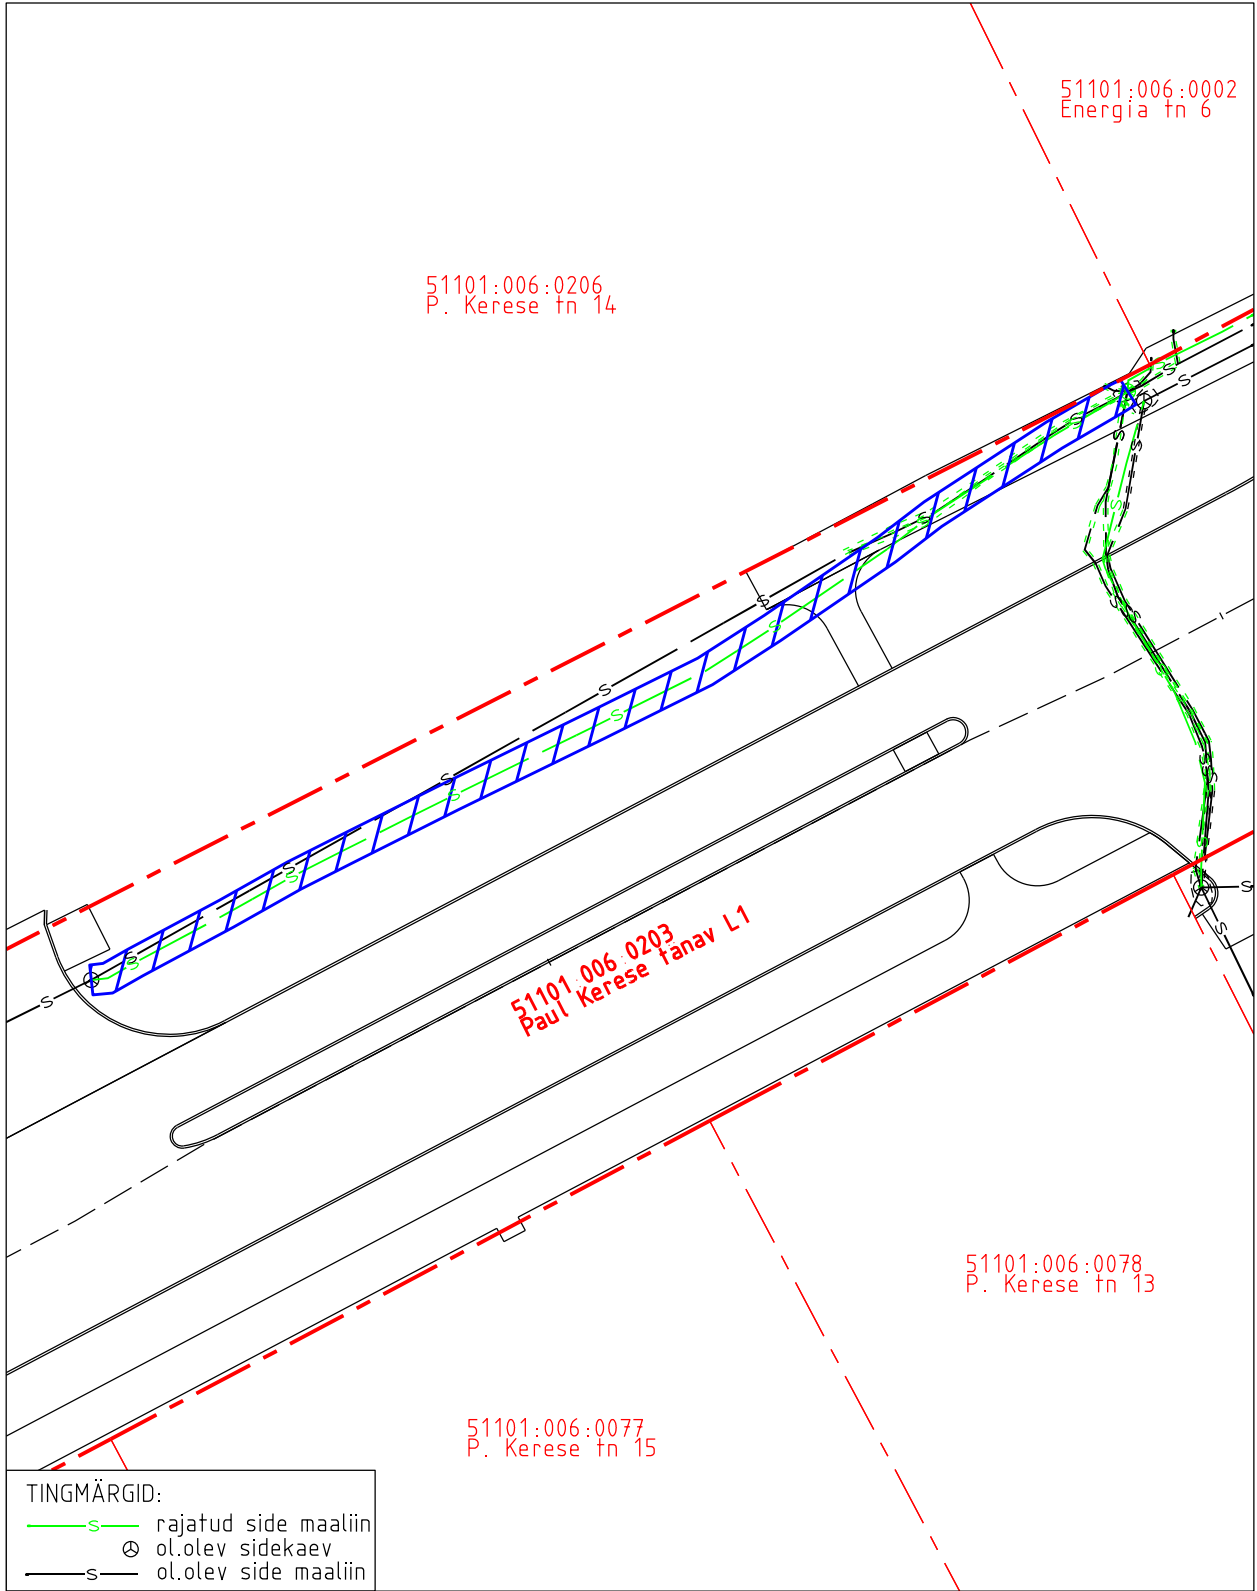 51101:006:0002
Energia tn 6
51101:006:0206
P. Kerese tn 14
51101:006:0203
Paul Kerese tänav L1
51101:006:0078
P. Kerese tn 13
51101:006:0077
P. Kerese tn 15
TINGMÄRGID:
S rajatud side maaliin
ol.olev sidekaev
S ol.olev side maaliin